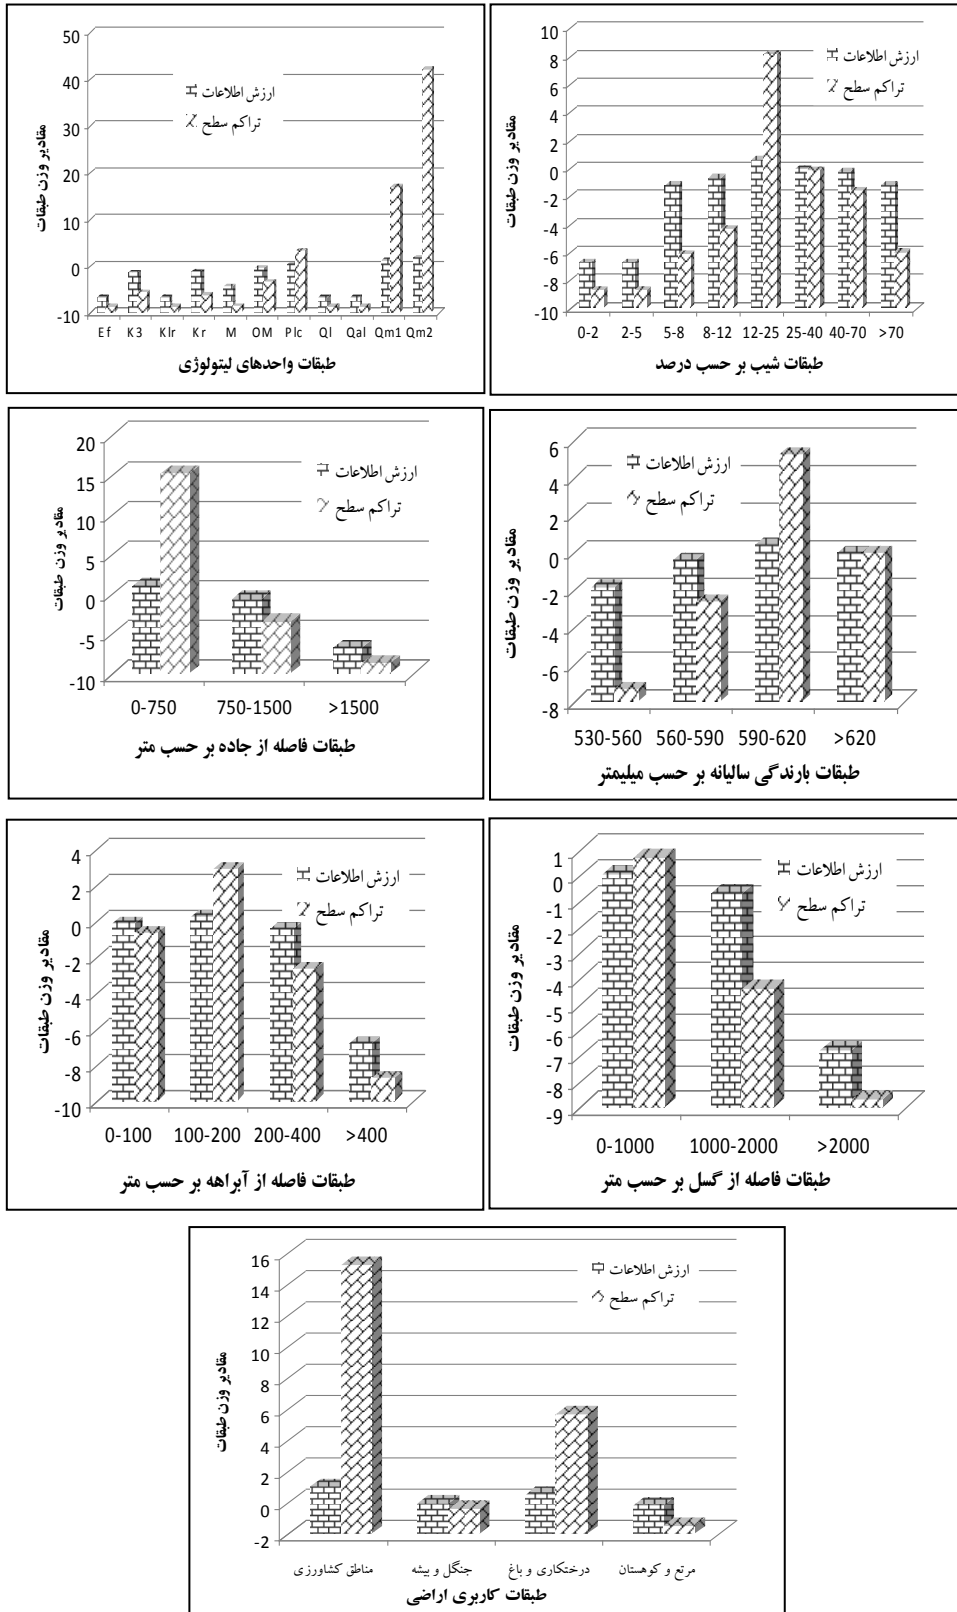 50
40
30
20
10
0
-10
مقادیر وزن طبقات
ارزش اطلاعات
تراکم سطح
Ef K3 Klr Kr M OM Plc Ql Qal Qm1 Qm2
طبقات واحدهای لیتولوژی
10
8
6
4
2
0
-2
-4
-6
-8
-10
مقادیر وزن طبقات
ارزش اطلاعات
تراکم سطح
0-2 2-5 5-8 8-12 12-25 25-40 40-70 >70
طبقات شیب بر حسب درصد
20
15
10
5
0
-5
-10
مقادیر وزن طبقات
ارزش اطلاعات
تراکم سطح
0-750 750-1500 >1500
طبقات فاصله از جاده بر حسب متر
6
4
2
0
-2
-4
-6
-8
مقادیر وزن طبقات
ارزش اطلاعات
تراکم سطح
530-560 560-590 590-620 >620
طبقات بارندگی سالیانه بر حسب میلیمتر
4
2
0
-2
-4
-6
-8
-10
مقادیر وزن طبقات
ارزش اطلاعات
تراکم سطح
0-100 100-200 200-400 >400
طبقات فاصله از آبراهه بر حسب متر
1
0
-1
-2
-3
-4
-5
-6
-7
-8
-9
مقادیر وزن طبقات
ارزش اطلاعات
تراکم سطح
0-1000 1000-2000 >2000
طبقات فاصله از گسل بر حسب متر
16
14
12
10
8
6
4
2
0
-2
مقادیر وزن طبقات
ارزش اطلاعات
تراکم سطح
مناطق کشاورزی جنگل و بیشه درختکاری و باغ مرتع و کوهستان
طبقات کاربری اراضی